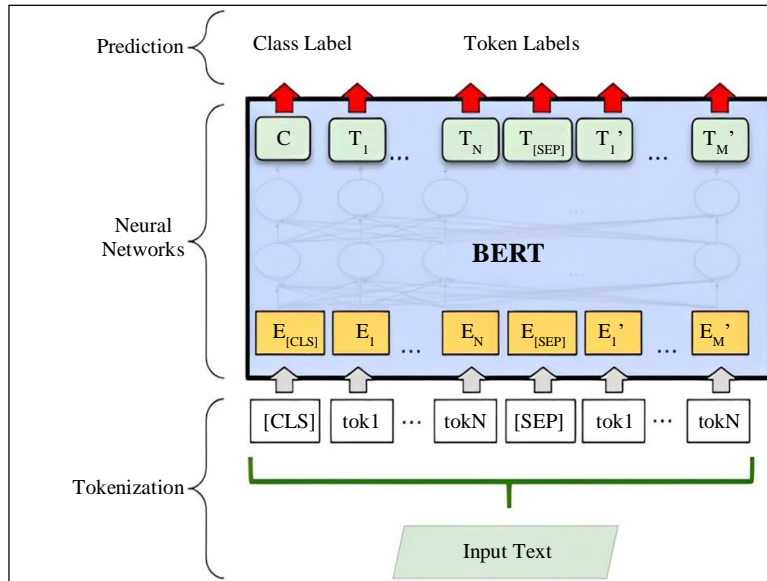 Prediction
Class Label
Token Labels
C
T1
...
TN
T[SEP]
T1’
...
TM’
Neural
Networks
...
BERT
...
E[CLS]
E1
...
EN
E[SEP]
E1’
...
EM’
[CLS]
tok1
...
tokN
[SEP]
tok1
...
tokN
Tokenization
Input Text